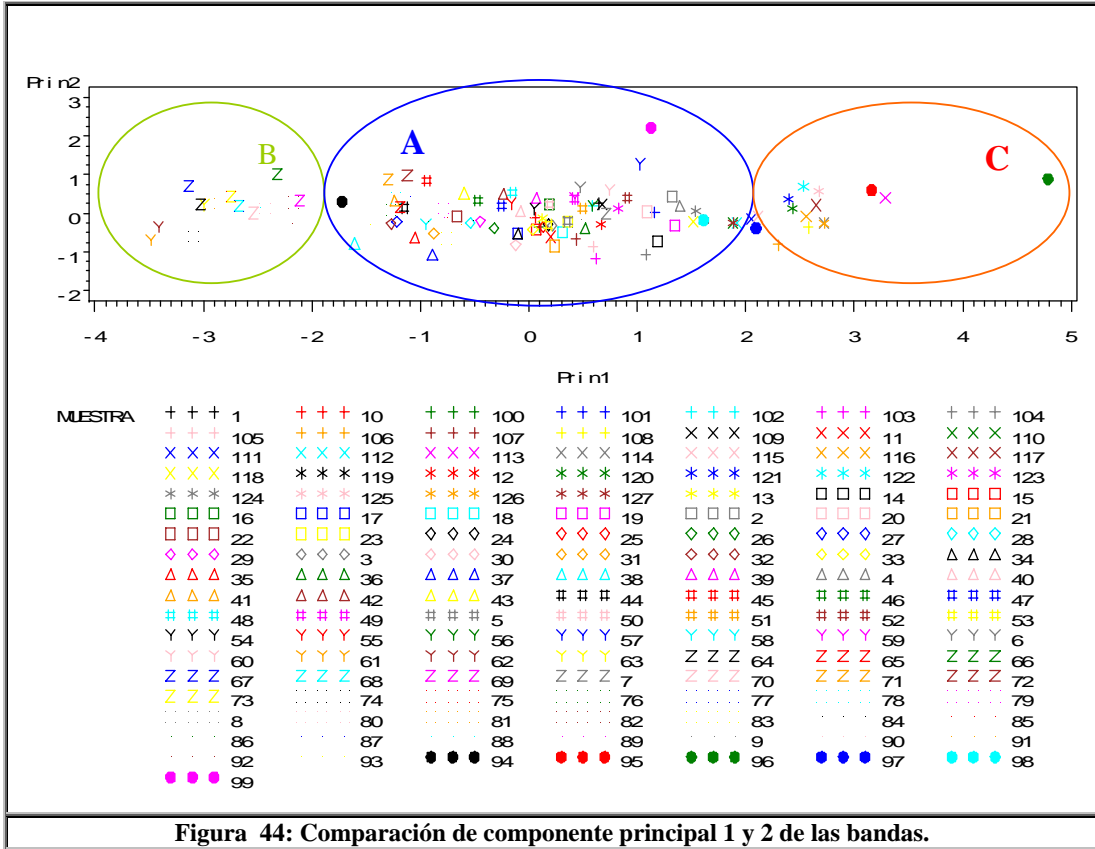 Prin2
3
2
1
0
-1
-2
B
A
C
-4 -3 -2 -1 0 1 2 3 4 5
Prin1
MUESTRA 1 10 100 101 102 103 104
105 106 107 108 109 11 110
111 112 113 114 115 116 117
118 119 12 120 121 122 123
124 125 126 127 13 14 15
16 17 18 19 2 20 21
22 23 24 25 26 27 28
29 3 30 31 32 33 34
35 36 37 38 39 4 40
41 42 43 44 45 46 47
48 49 5 50 51 52 53
54 55 56 57 58 59 6
60 61 62 63 64 65 66
67 68 69 7 70 71 72
73 74 75 76 77 78 79
8 80 81 82 83 84 85
86 87 88 89 9 90 91
92 93 94 95 96 97 98
99
Figura 44: Comparación de componente principal 1 y 2 de las bandas.